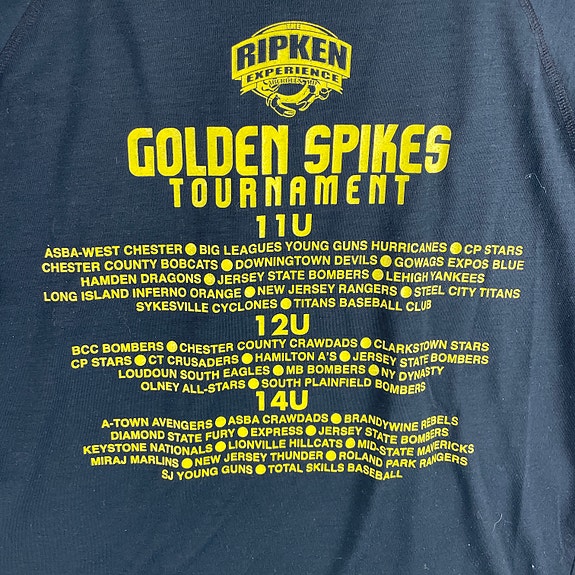 THE
RIPKEN
EXPERIENCE
ABERDEEN, MD
GOLDEN SPIKES
TOURNAMENT
11U
ASBA-WEST CHESTER ● BIG LEAGUES YOUNG GUNS HURRICANES ● CP STARS
CHESTER COUNTY BOBCATS ● DOWNINGTOWN DEVILS ● GOWAGS EXPOS BLUE
HAMDEN DRAGONS ● JERSEY STATE BOMBERS ● LEHIGH YANKEES
LONG ISLAND INFERNO ORANGE ● NEW JERSEY RANGERS ● STEEL CITY TITANS
SYKESVILLE CYCLONES ● TITANS BASEBALL CLUB
12U
BCC BOMBERS ● CHESTER COUNTY CRAWDADS ● CLARKSTOWN STARS
CP STARS ● CT CRUSADERS ● HAMILTON A'S ● JERSEY STATE BOMBERS
LOUDOUN SOUTH EAGLES ● MB BOMBERS ● NY DYNASTY
OLNEY ALL-STARS ● SOUTH PLAINFIELD BOMBERS
14U
A-TOWN AVENGERS ● ASBA CRAWDADS ● BRANDYWINE REBELS
DIAMOND STATE FURY ● EXPRESS ● JERSEY STATE BOMBERS
KEYSTONE NATIONALS ● LIONVILLE HILLCATS ● MID-STATE MAVERICKS
MIRAJ MARLINS ● NEW JERSEY THUNDER ● ROLAND PARK RANGERS
SJ YOUNG GUNS ● TOTAL SKILLS BASEBALL